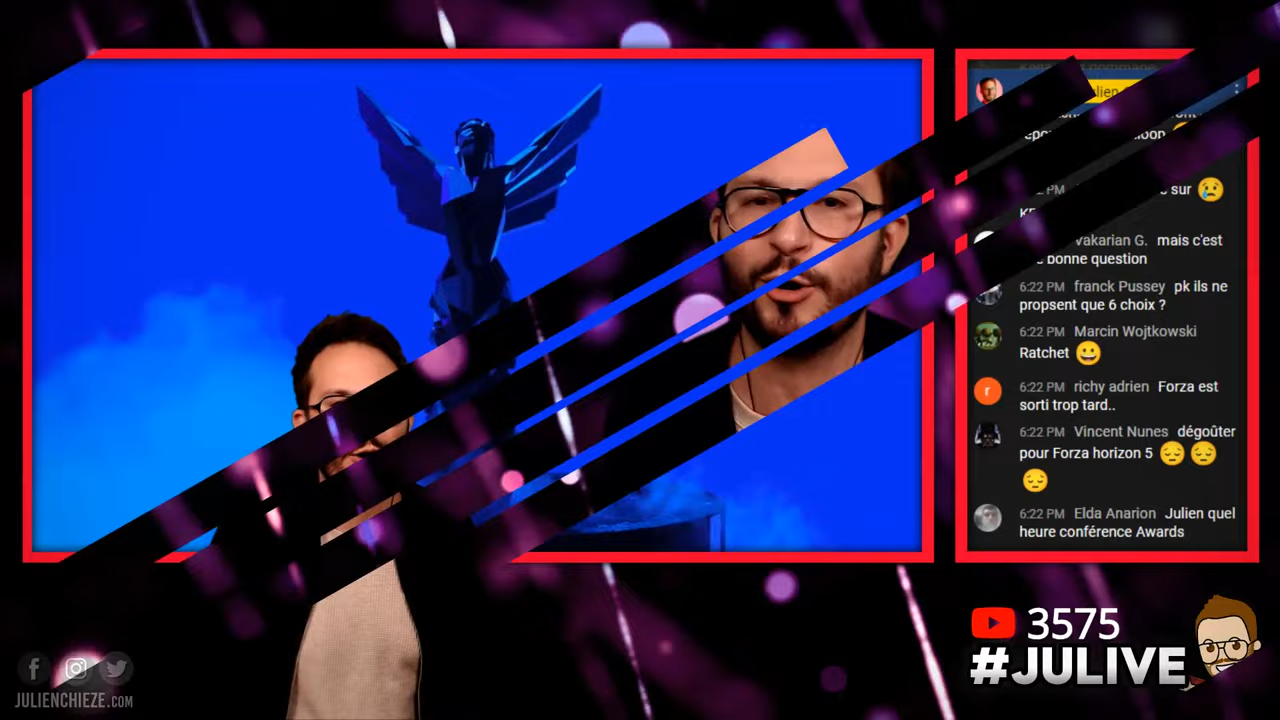 sur 😢
Vakarian G. mais c'est
bonne question
6:22 PM franck Pussey pk ils ne
propsent que 6 choix ?
6:22 PM Marcin Wojtkowski
Ratchet 😀
r
6:22 PM richy adrien Forza est
sorti trop tard..
6:22 PM Vincent Nunes dégoûter
pour Forza horizon 5 😔 😔
😔
6:22 PM Elda Anarion Julien quel
heure conférence Awards
3575
#JULIVE
JULIENCHIEZE.COM